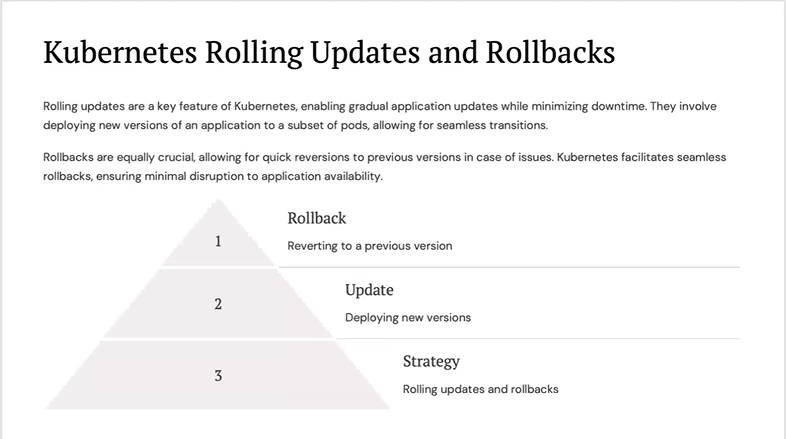 Kubernetes Rolling Updates and Rollbacks
Rolling updates are a key feature of Kubernetes, enabling gradual application updates while minimizing downtime. They involve
deploying new versions of an application to a subset of pods, allowing for seamless transitions.
Rollbacks are equally crucial, allowing for quick reversions to previous versions in case of issues. Kubernetes facilitates seamless
rollbacks, ensuring minimal disruption to application availability.
1
Rollback
Reverting to a previous version
2
Update
Deploying new versions
3
Strategy
Rolling updates and rollbacks